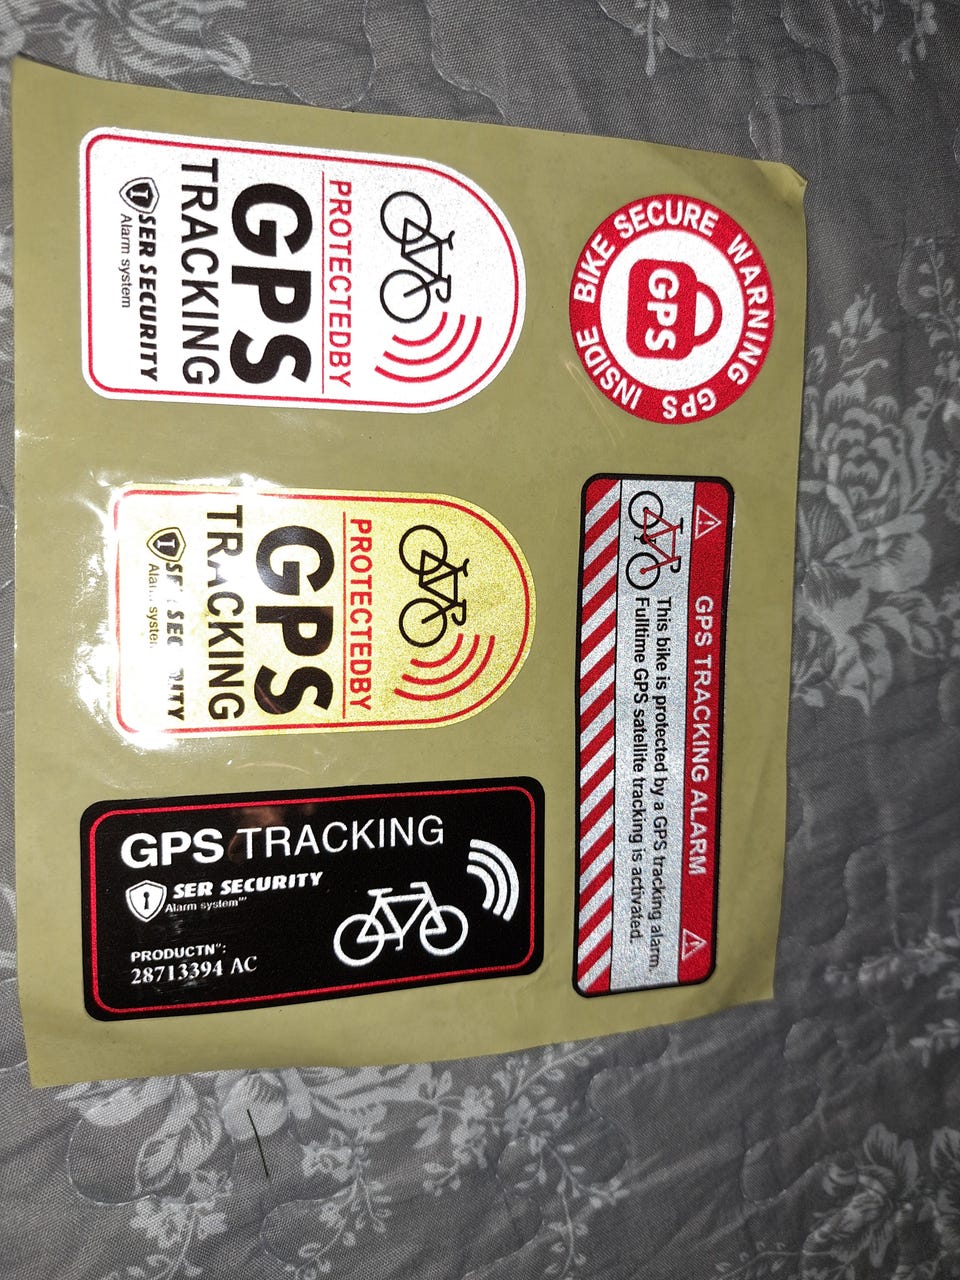 PROTECTEDBY
GPS
TRACKING
SER SECURITY
Alarm system
BIKE SECURE WARNING GPS INSIDE
GPS
PROTECTEDBY
GPS
TRACKING
GPS TRACKING ALARM
This bike is protected by a GPS tracking alarm.
Fulltime GPS satellite tracking is activated.
GPS TRACKING
SER SECURITY
Alarm system
PRODUCTN°:
28713394 AC